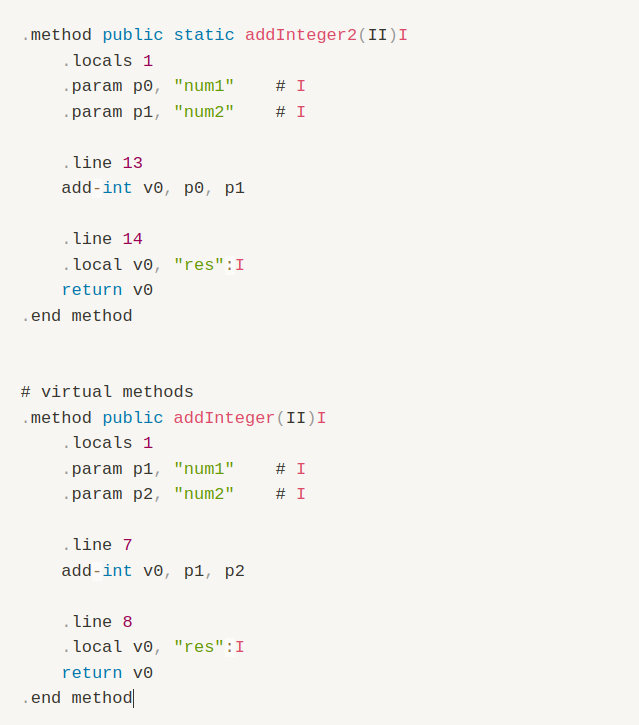 .method public static addInteger2(II)I
    .locals 1
    .param p0, "num1"    # I
    .param p1, "num2"    # I

    .line 13
    add-int v0, p0, p1

    .line 14
    .local v0, "res":I
    return v0
.end method


# virtual methods
.method public addInteger(II)I
    .locals 1
    .param p1, "num1"    # I
    .param p2, "num2"    # I

    .line 7
    add-int v0, p1, p2

    .line 8
    .local v0, "res":I
    return v0
.end method